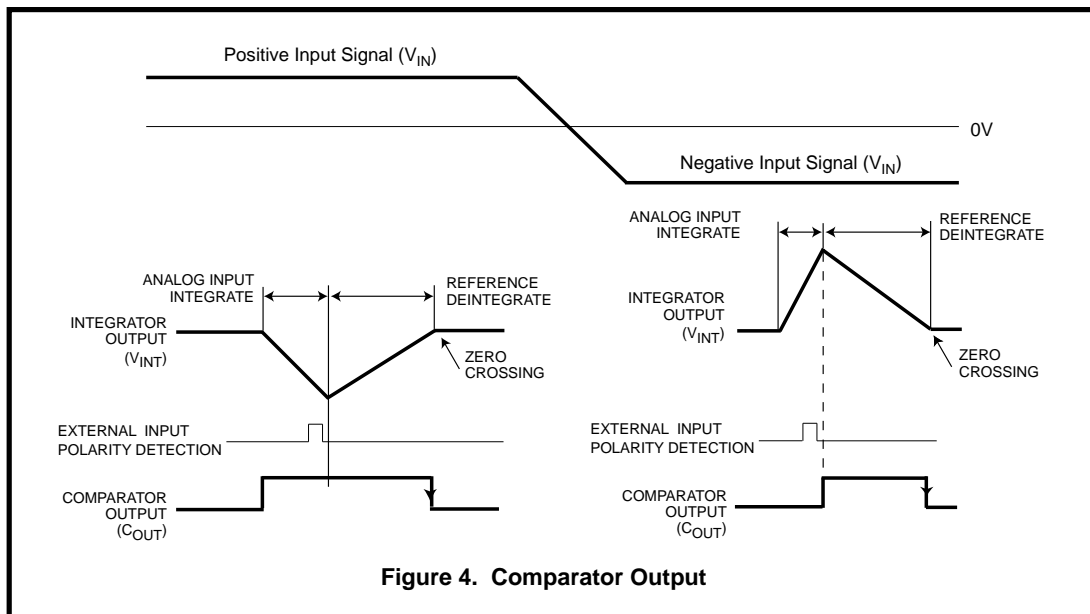 Positive Input Signal (VIN)
0V
Negative Input Signal (VIN)
ANALOG INPUT
INTEGRATE
REFERENCE
DEINTEGRATE
INTEGRATOR
OUTPUT
(VINT)
ZERO
CROSSING
EXTERNAL INPUT
POLARITY DETECTION
COMPARATOR
OUTPUT
(COUT)
ANALOG INPUT
INTEGRATE
REFERENCE
DEINTEGRATE
INTEGRATOR
OUTPUT
(VINT)
ZERO
CROSSING
EXTERNAL INPUT
POLARITY DETECTION
COMPARATOR
OUTPUT
(COUT)
Figure 4. Comparator Output